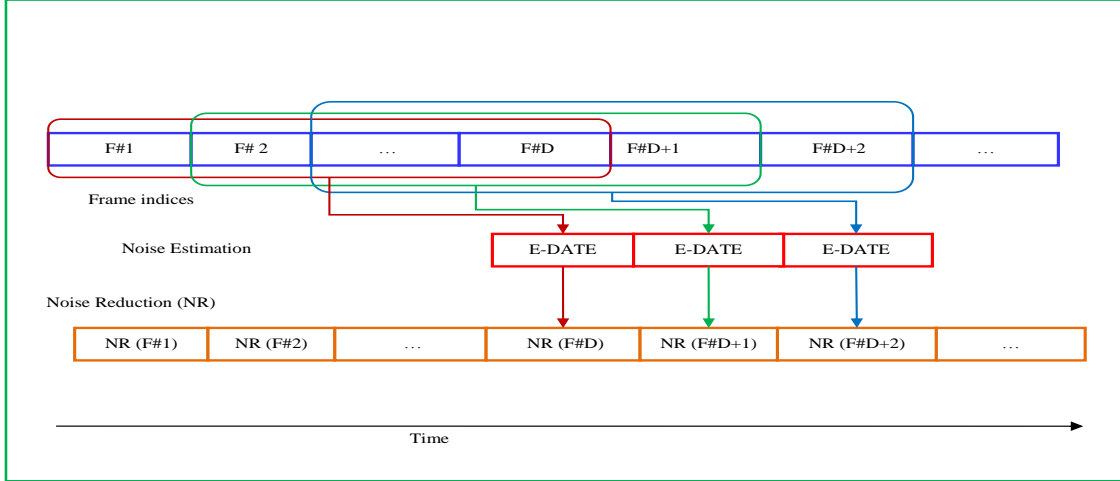 F#1 F# 2 … F#D F#D+1 F#D+2 …
Frame indices
Noise Estimation E-DATE E-DATE E-DATE
Noise Reduction (NR)
NR (F#1) NR (F#2) … NR (F#D) NR (F#D+1) NR (F#D+2) …
Time